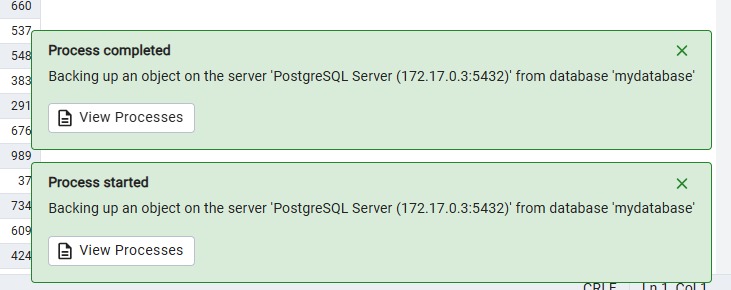 660
537
Process completed
548
Backing up an object on the server 'PostgreSQL Server (172.17.0.3:5432)' from database 'mydatabase'
383
291
View Processes
676
989
37
Process started
734
Backing up an object on the server 'PostgreSQL Server (172.17.0.3:5432)' from database 'mydatabase'
609
424
View Processes
CRLF
Ln 1, Col 1